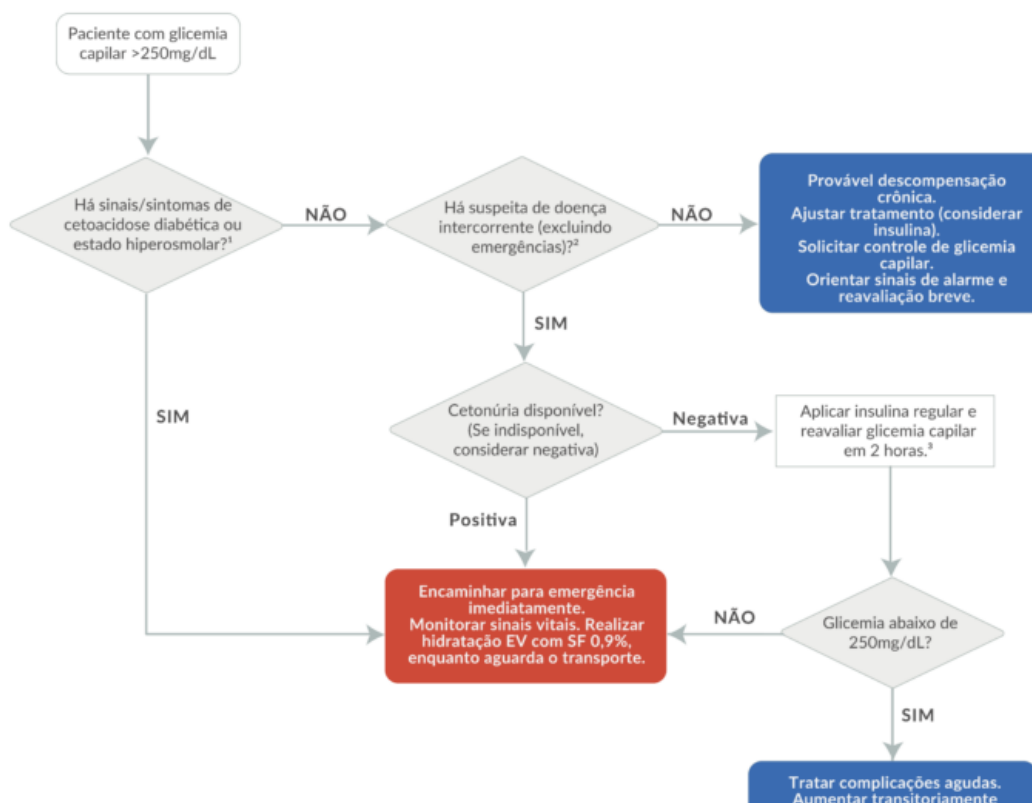 Paciente com glicemia
capilar >250mg/dL
Há sinais/sintomas de
cetoacidose diabética ou
estado hiperosmolar?¹
NÃO
Há suspeita de doença
intercorrente (excluindo
emergências)?²
NÃO
Provável descompensação
crônica.
Ajustar tratamento (considerar
insulina).
Solicitar controle de glicemia
capilar.
Orientar sinais de alarme e
reavaliação breve.
SIM
SIM
Cetonúria disponível?
(Se indisponível,
considerar negativa)
Negativa
Aplicar insulina regular e
reavaliar glicemia capilar
em 2 horas.³
Positiva
Encaminhar para emergência
imediatamente.
Monitorar sinais vitais. Realizar
hidratação EV com SF 0,9%,
enquanto aguarda o transporte.
NÃO
Glicemia abaixo de
250mg/dL?
SIM
Tratar complicações agudas.
Aumentar transitoriamente